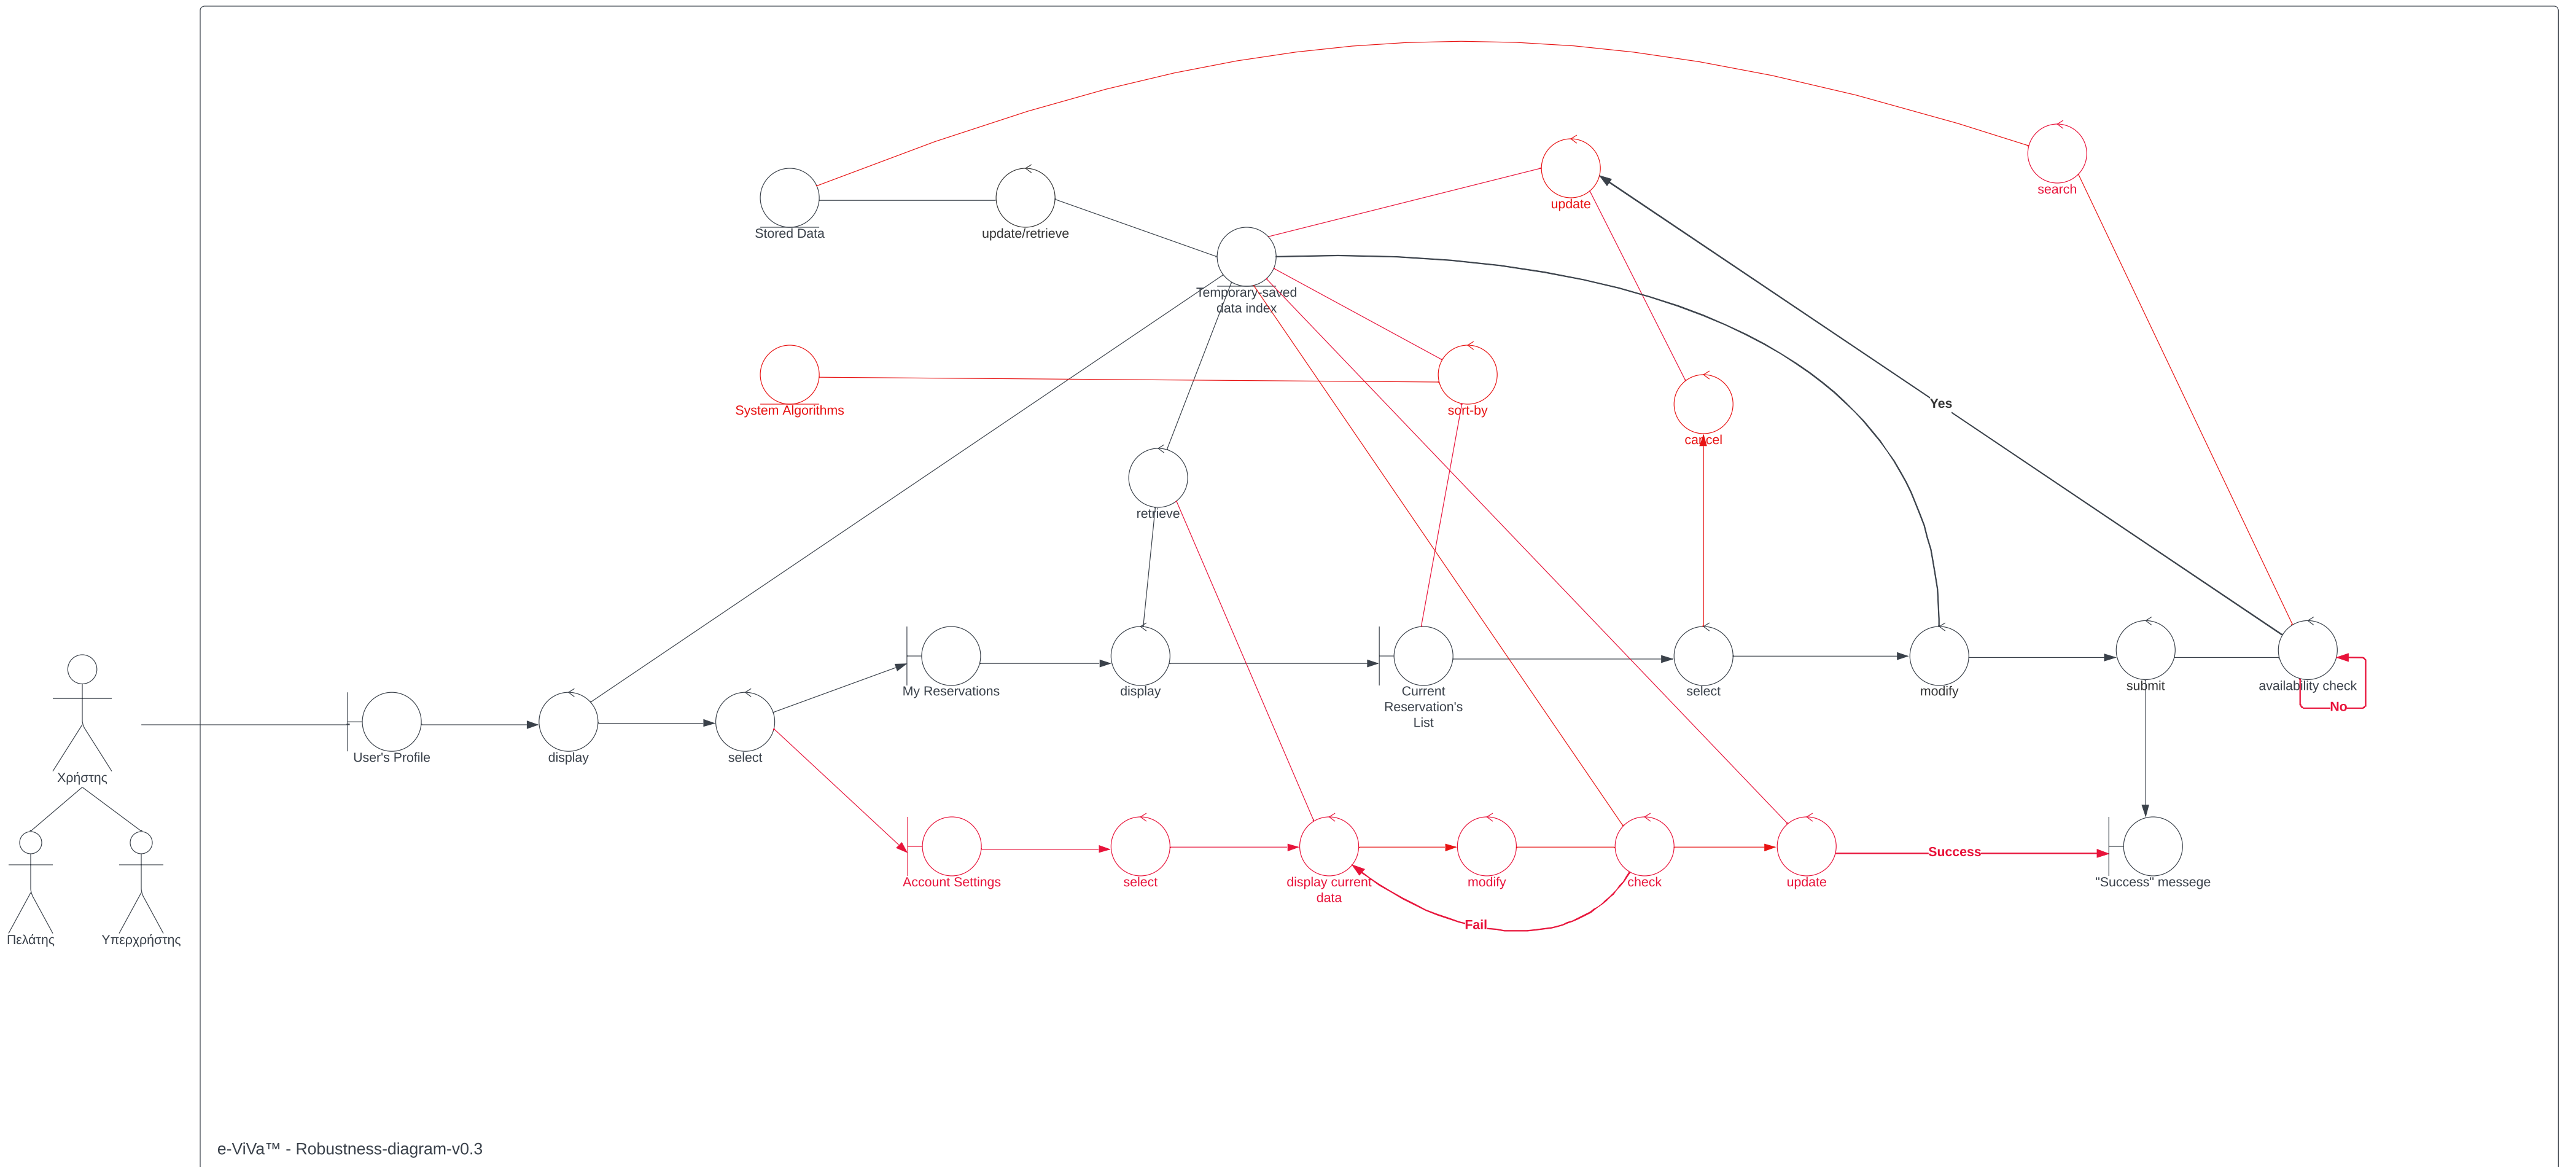 search
update
Stored Data
update/retrieve
Temporary-saved
data index
System Algorithms
sort-by
Yes
cancel
retrieve
My Reservations
display
Current
Reservation's
List
select
modify
submit
availability check
No
User's Profile
display
select
Χρήστης
Πελάτης
Υπερχρήστης
Account Settings
select
display current
data
modify
check
update
Success
"Success" messege
Fail
e-ViVa™ - Robustness-diagram-v0.3